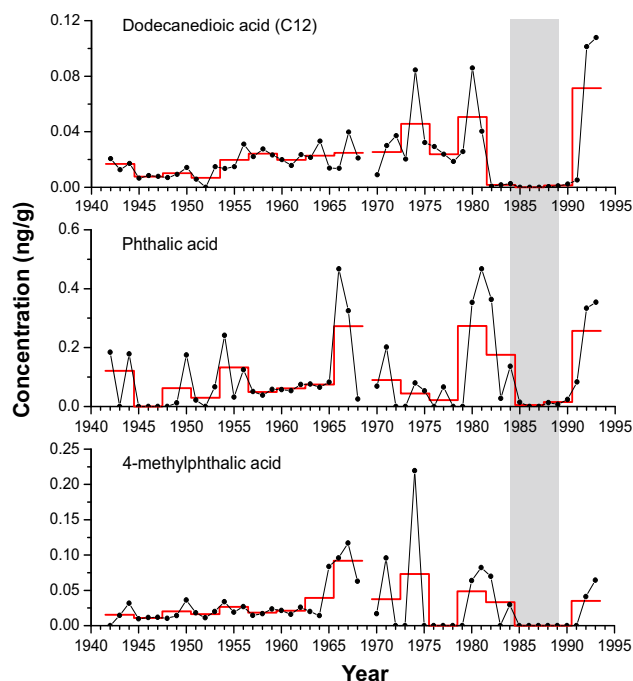 Dodecanedioic acid (C12)
0.12
0.08
0.04
0.00
1940 1945 1950 1955 1960 1965 1970 1975 1980 1985 1990 1995
Phthalic acid
0.6
0.4
0.2
0.0
1940 1945 1950 1955 1960 1965 1970 1975 1980 1985 1990 1995
4-methylphthalic acid
0.25
0.20
0.15
0.10
0.05
0.00
1940 1945 1950 1955 1960 1965 1970 1975 1980 1985 1990 1995
Concentration (ng/g)
Year